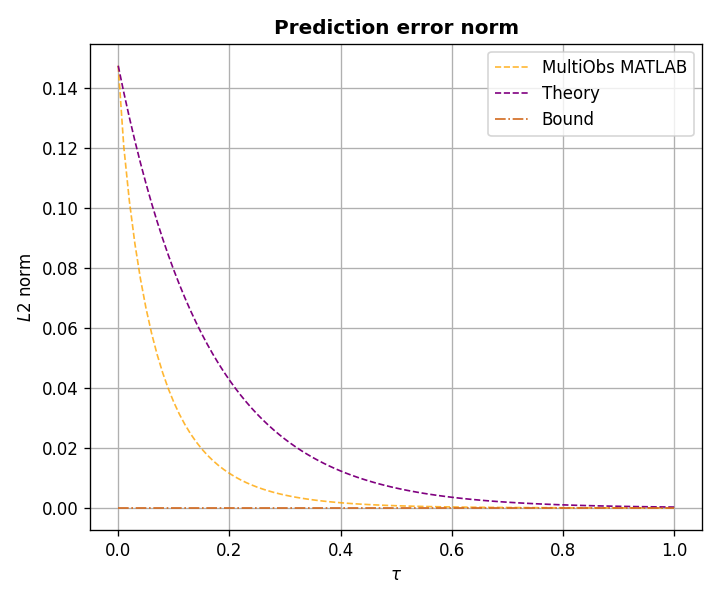 Prediction error norm
MultiObs MATLAB
Theory
Bound
L2 norm
0.14
0.12
0.10
0.08
0.06
0.04
0.02
0.00
0.0 0.2 0.4 0.6 0.8 1.0
τ